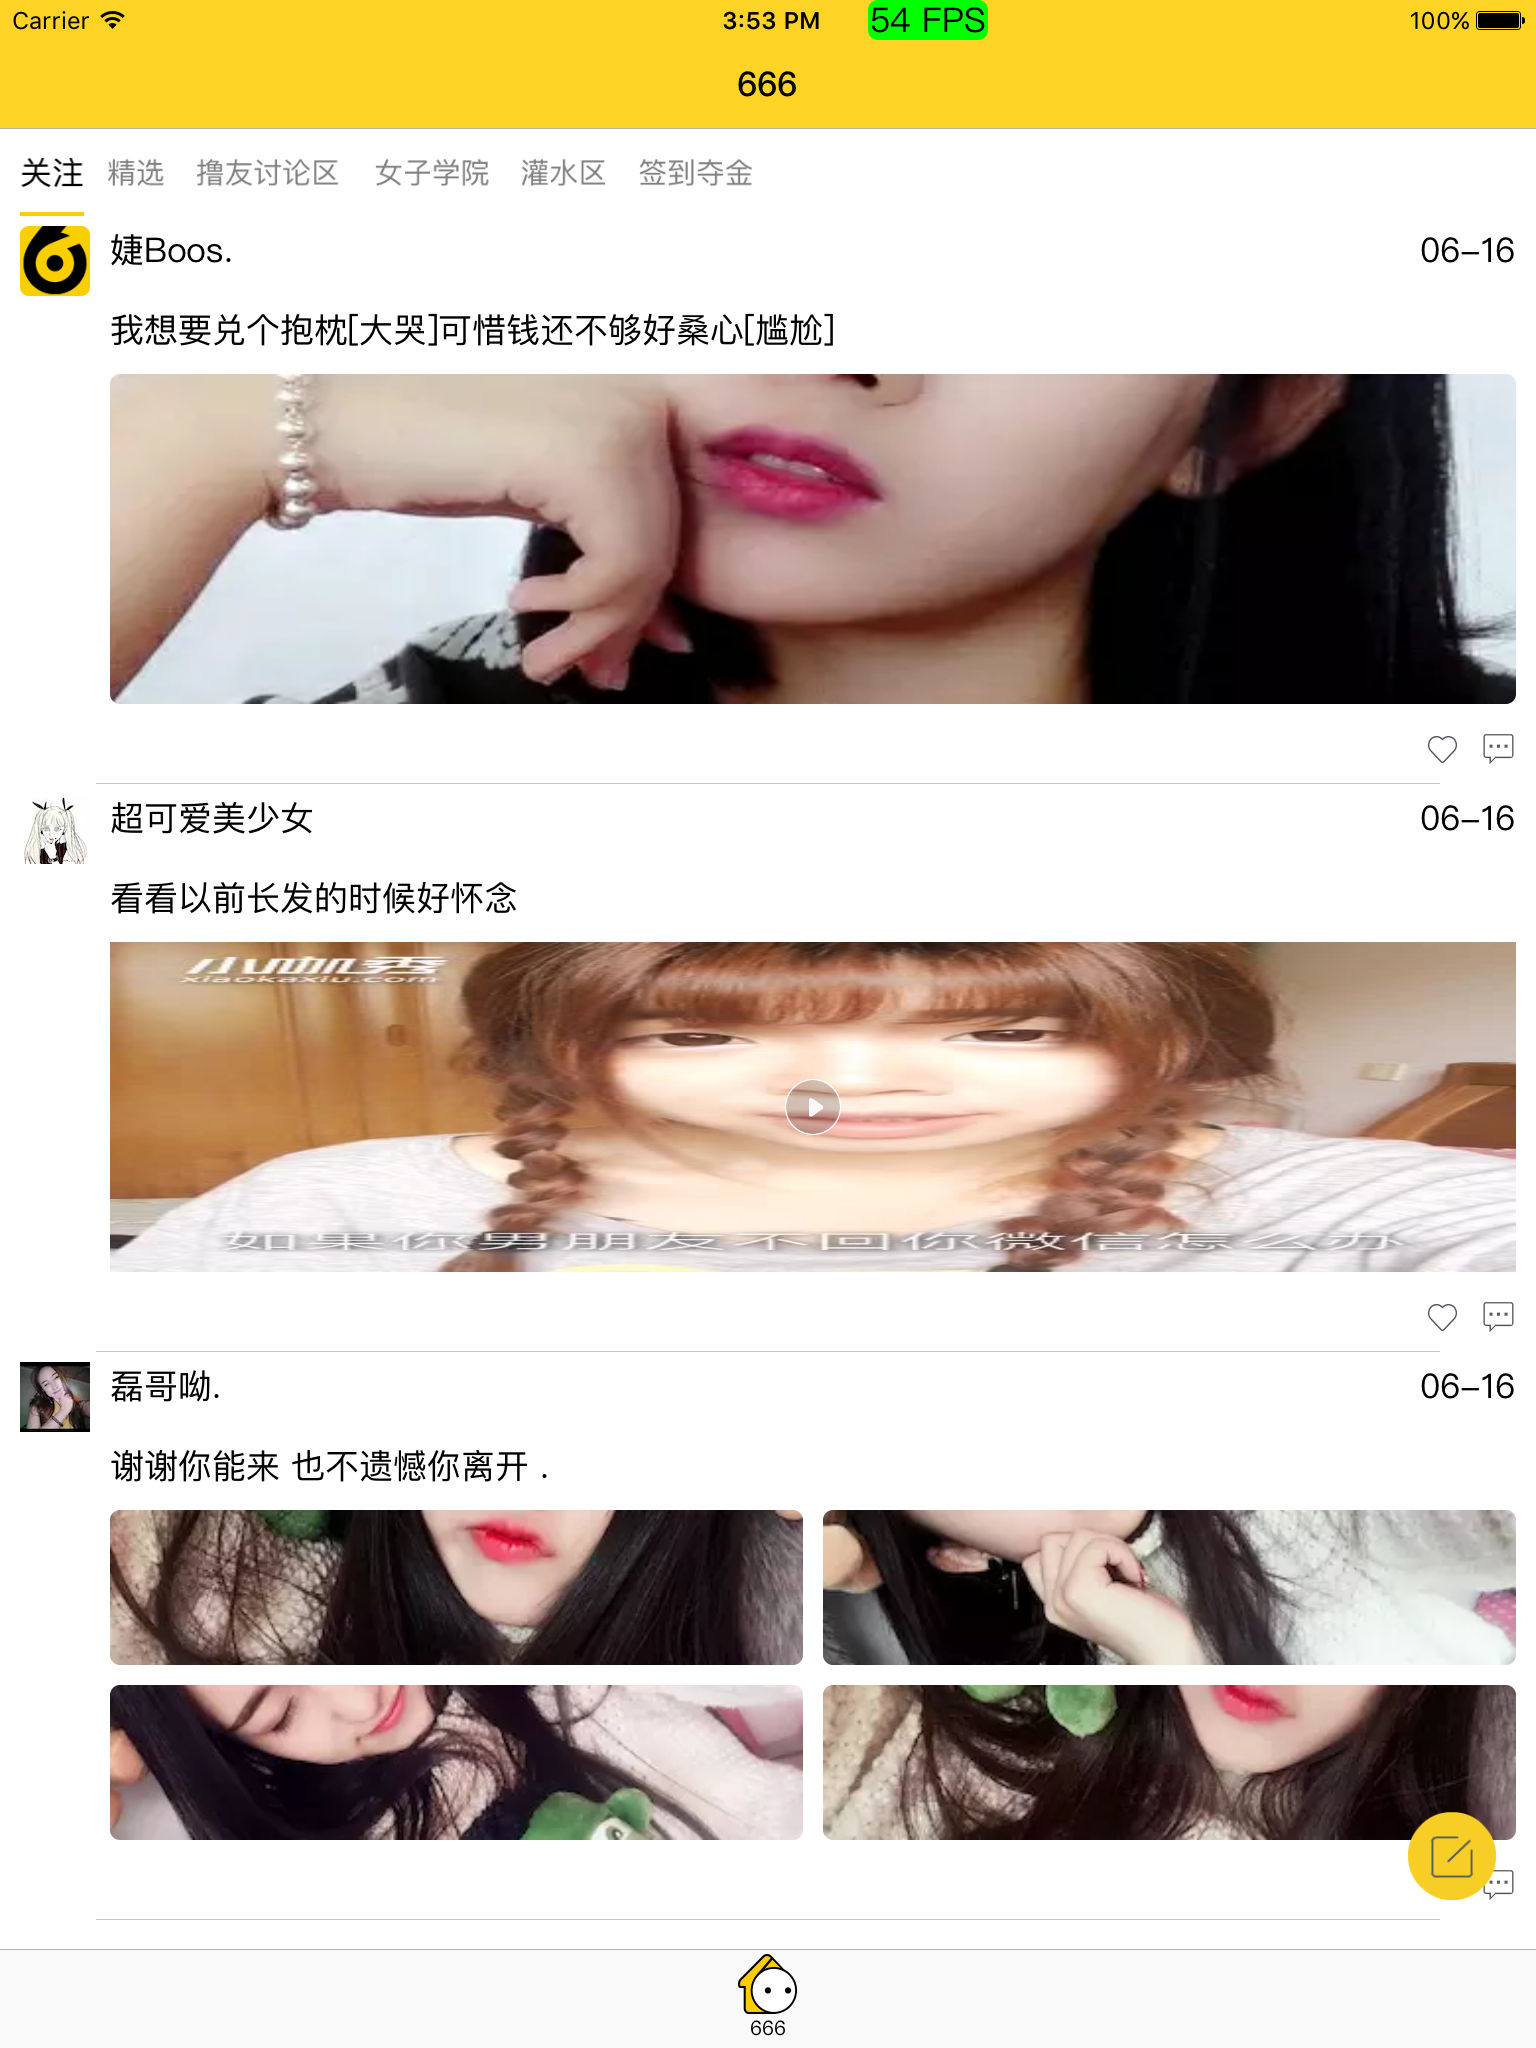 Carrier 3:53 PM 54 FPS 100%
666
关注 精选 撸友讨论区 女子学院 灌水区 签到夺金
婕Boos. 06-16
我想要兑个抱枕[大哭]可惜钱还不够好桑心[尴尬]
超可爱美少女 06-16
看看以前长发的时候好怀念
小咖秀
xiaokaxiu.com
如果你男朋友不回你微信怎么办
磊哥呦. 06-16
谢谢你能来 也不遗憾你离开 .
666